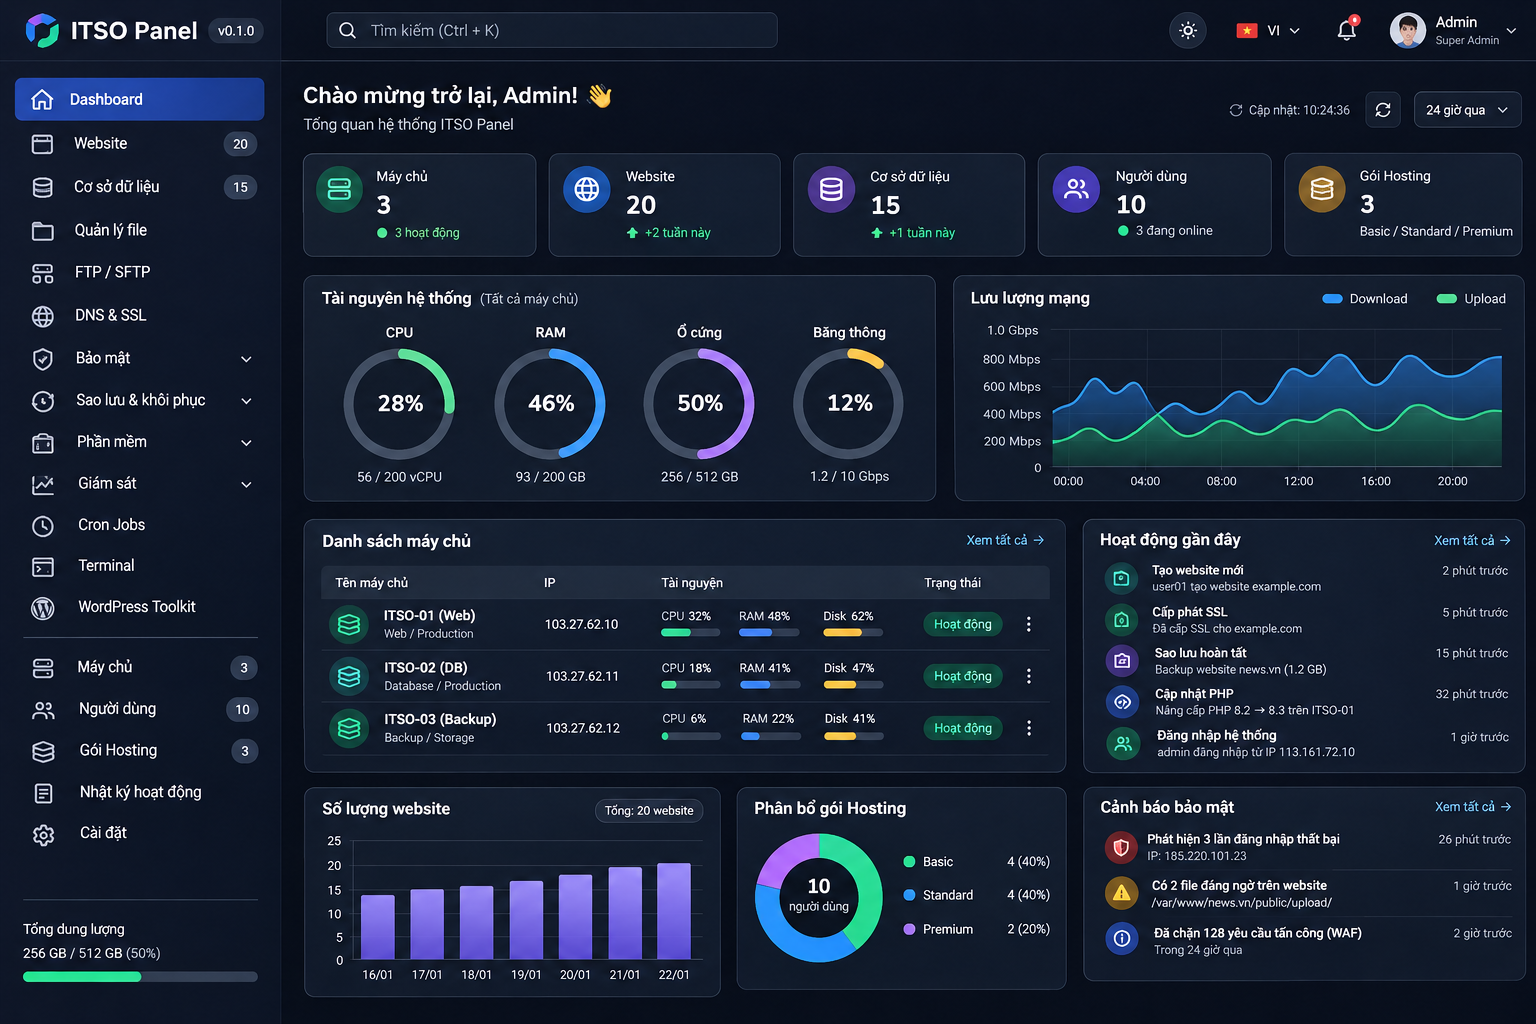 ITSO Panel
v0.1.0
Tìm kiếm (Ctrl + K)
VI
Admin
Super Admin
Dashboard
Website
20
Cơ sở dữ liệu
15
Quản lý file
FTP / SFTP
DNS & SSL
Bảo mật
Sao lưu & khôi phục
Phần mềm
Giám sát
Cron Jobs
Terminal
WordPress Toolkit
Máy chủ
3
Người dùng
10
Gói Hosting
3
Nhật ký hoạt động
Cài đặt
Tổng dung lượng
256 GB / 512 GB (50%)
Chào mừng trở lại, Admin!
Tổng quan hệ thống ITSO Panel
Cập nhật: 10:24:36
24 giờ qua
Máy chủ
3
3 hoạt động
Website
20
+2 tuần này
Cơ sở dữ liệu
15
+1 tuần này
Người dùng
10
3 đang online
Gói Hosting
3
Basic / Standard / Premium
Tài nguyên hệ thống (Tất cả máy chủ)
CPU
28%
56 / 200 vCPU
RAM
46%
93 / 200 GB
Ổ cứng
50%
256 / 512 GB
Băng thông
12%
1.2 / 10 Gbps
Lưu lượng mạng
Download
Upload
1.0 Gbps
800 Mbps
600 Mbps
400 Mbps
200 Mbps
0
00:00
04:00
08:00
12:00
16:00
20:00
Danh sách máy chủ
Xem tất cả →
Tên máy chủ
IP
Tài nguyện
Trạng thái
ITSO-01 (Web)
Web / Production
103.27.62.10
CPU 32%
RAM 48%
Disk 62%
Hoạt động
ITSO-02 (DB)
Database / Production
103.27.62.11
CPU 18%
RAM 41%
Disk 47%
Hoạt động
ITSO-03 (Backup)
Backup / Storage
103.27.62.12
CPU 6%
RAM 22%
Disk 41%
Hoạt động
Hoạt động gần đây
Xem tất cả →
Tạo website mới
2 phút trước
user01 tạo website example.com
Cấp phát SSL
5 phút trước
Đã cấp SSL cho example.com
Sao lưu hoàn tất
15 phút trước
Backup website news.vn (1.2 GB)
Cập nhật PHP
32 phút trước
Nâng cấp PHP 8.2 → 8.3 trên ITSO-01
Đăng nhập hệ thống
1 giờ trước
admin đăng nhập từ IP 113.161.72.10
Số lượng website
Tổng: 20 website
25
20
15
10
5
0
16/01
17/01
18/01
19/01
20/01
21/01
22/01
Phân bổ gói Hosting
10
người dùng
Basic
4 (40%)
Standard
4 (40%)
Premium
2 (20%)
Cảnh báo bảo mật
Xem tất cả →
Phát hiện 3 lần đăng nhập thất bại
26 phút trước
IP: 185.220.101.23
Có 2 file đáng ngờ trên website
1 giờ trước
/var/www/news.vn/public/upload/
Đã chặn 128 yêu cầu tấn công (WAF)
2 giờ trước
Trong 24 giờ qua